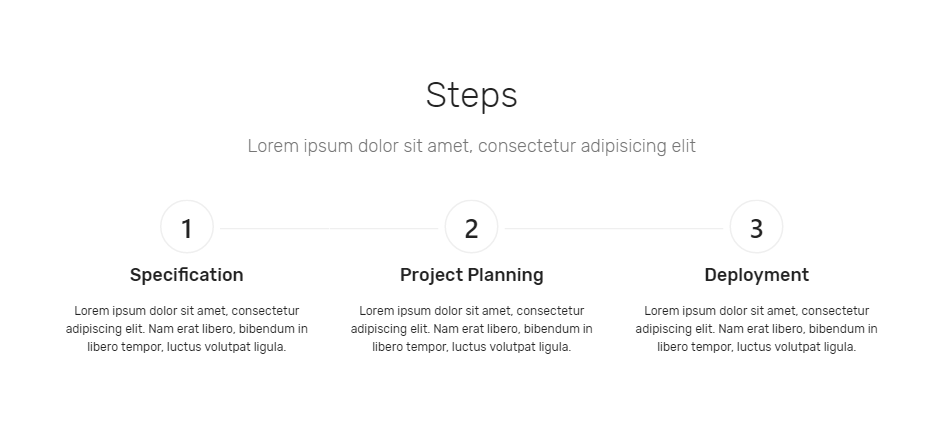 Steps
Lorem ipsum dolor sit amet, consectetur adipisicing elit
1
2
3
Specification
Project Planning
Deployment
Lorem ipsum dolor sit amet, consectetur
adipiscing elit. Nam erat libero, bibendum in
libero tempor, luctus volutpat ligula.
Lorem ipsum dolor sit amet, consectetur
adipiscing elit. Nam erat libero, bibendum in
libero tempor, luctus volutpat ligula.
Lorem ipsum dolor sit amet, consectetur
adipiscing elit. Nam erat libero, bibendum in
libero tempor, luctus volutpat ligula.